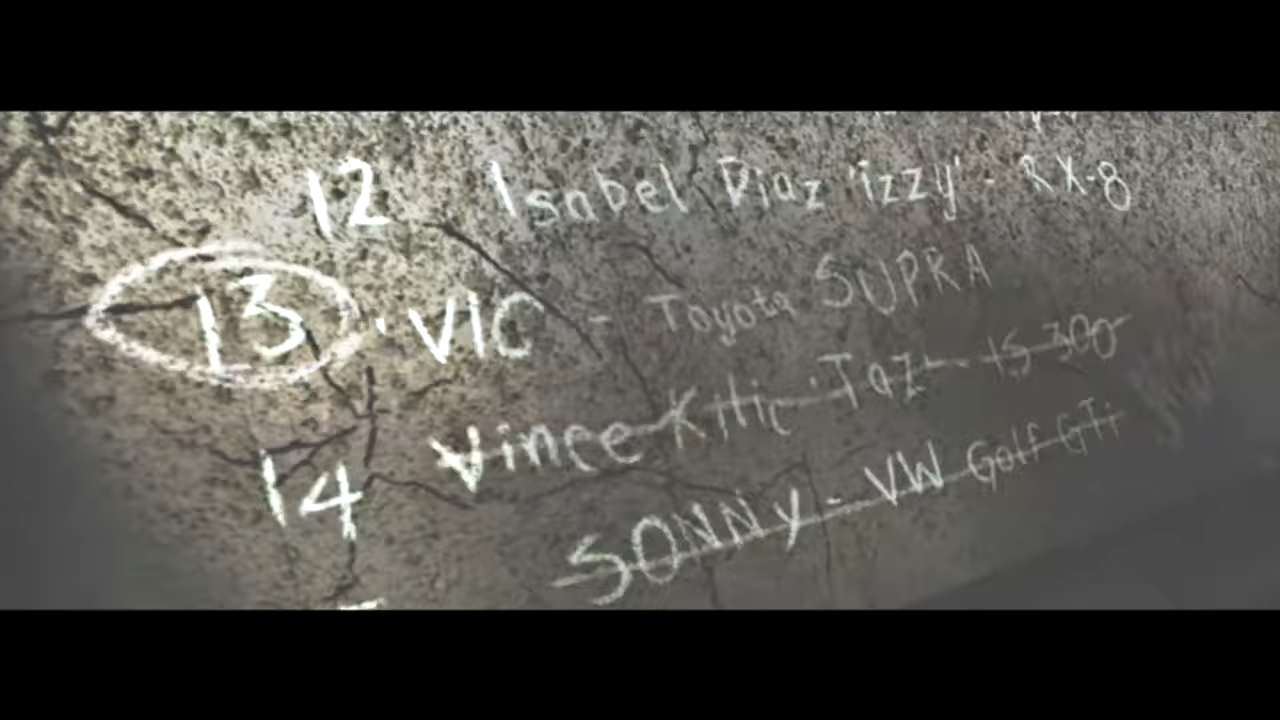 12 Isabel Diaz 'izzy' - RX-8
13 · VIC - Toyota SUPRA
14 Vince Kilic 'Taz' - IS 300
SONNY - VW Golf GTi